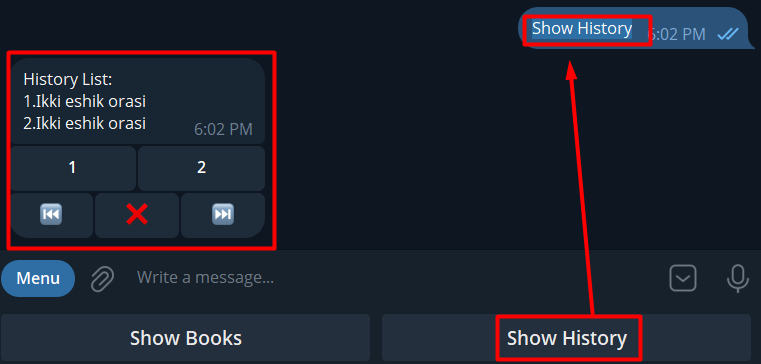 Show History
6:02 PM
History List:
1.Ikki eshik orasi
2.Ikki eshik orasi
6:02 PM
1
2
Menu
Write a message...
Show Books
Show History